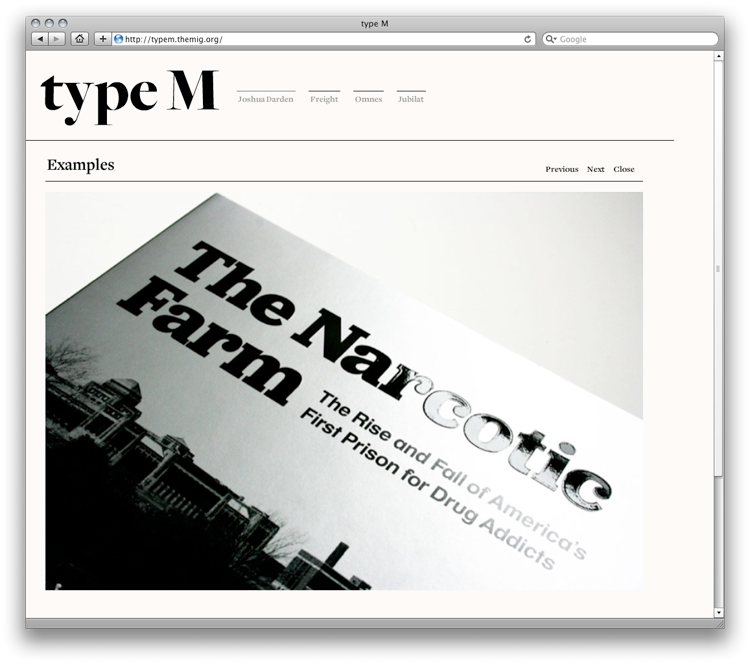 type M
http://typem.themig.org/
Google
type M
Joshua Darden Freight Omnes Jubilat
Examples
Previous Next Close
The Narcotic
Farm
The Rise and Fall of America's
First Prison for Drug Addicts